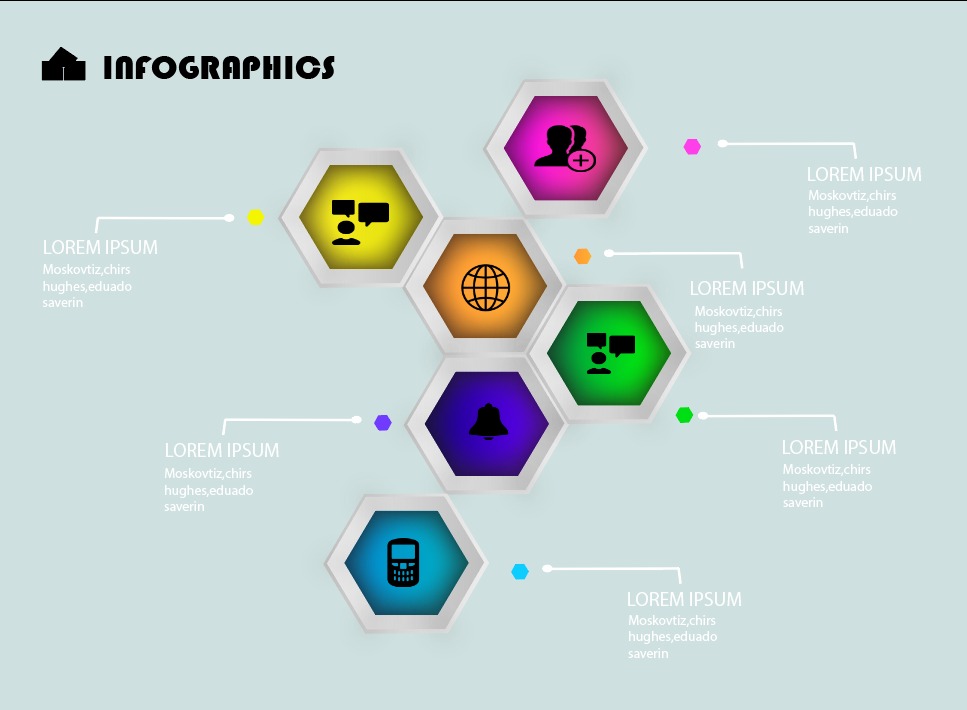 INFOGRAPHICS
LOREM IPSUM
Moskovtiz,chirs
hughes,eduado
saverin
LOREM IPSUM
Moskovtiz,chirs
hughes,eduado
saverin
LOREM IPSUM
Moskovtiz,chirs
hughes,eduado
saverin
LOREM IPSUM
Moskovtiz,chirs
hughes,eduado
saverin
LOREM IPSUM
Moskovtiz,chirs
hughes,eduado
saverin
LOREM IPSUM
Moskovtiz,chirs
hughes,eduado
saverin